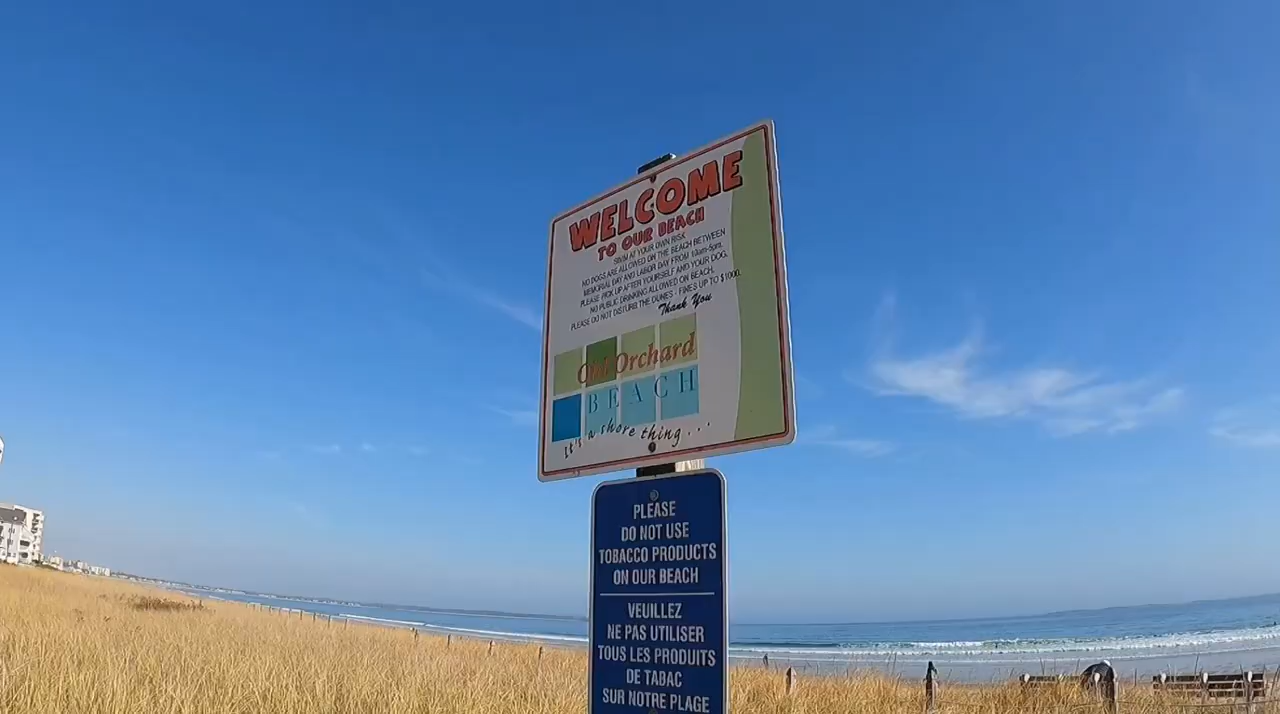 WELCOME
TO OUR BEACH
SWIM AT YOUR OWN RISK
NO DOGS ARE ALLOWED ON THE BEACH BETWEEN
MEMORIAL DAY AND LABOR DAY FROM 10am-5pm.
PLEASE PICK UP AFTER YOURSELF AND YOUR DOG.
NO PUBLIC DRINKING ALLOWED ON BEACH.
PLEASE DO NOT DISTURB THE DUNES - FINES UP TO $1000.
Thank You
Old Orchard
BEACH
It's a shore thing...
PLEASE
DO NOT USE
TOBACCO PRODUCTS
ON OUR BEACH
VEUILLEZ
NE PAS UTILISER
TOUS LES PRODUITS
DE TABAC
SUR NOTRE PLAGE